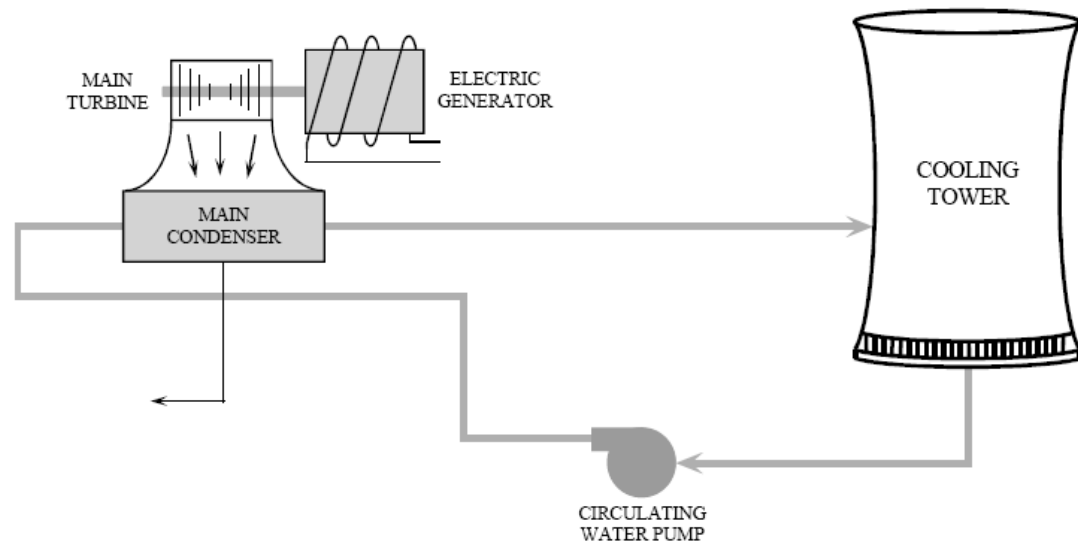 MAIN
TURBINE
ELECTRIC
GENERATOR
COOLING
TOWER
MAIN
CONDENSER
CIRCULATING
WATER PUMP